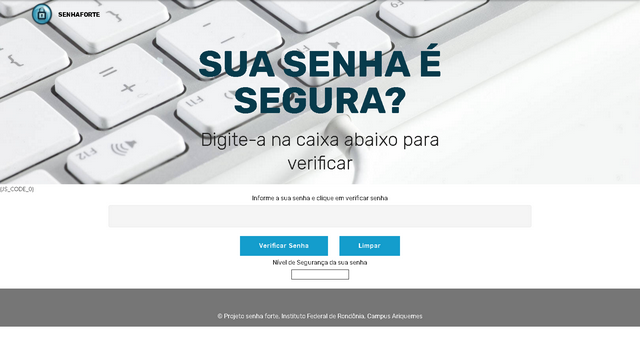 SENHAFORTE
SUA SENHA É
SEGURA?
Digite-a na caixa abaixo para
verificar
[JS_CODE_0]
Informe a sua senha e clique em verificar senha
Verificar Senha
Limpar
Nível de Segurança da sua senha
© Projeto senha forte. Instituto Federal de Rondônia. Campus Ariquemes